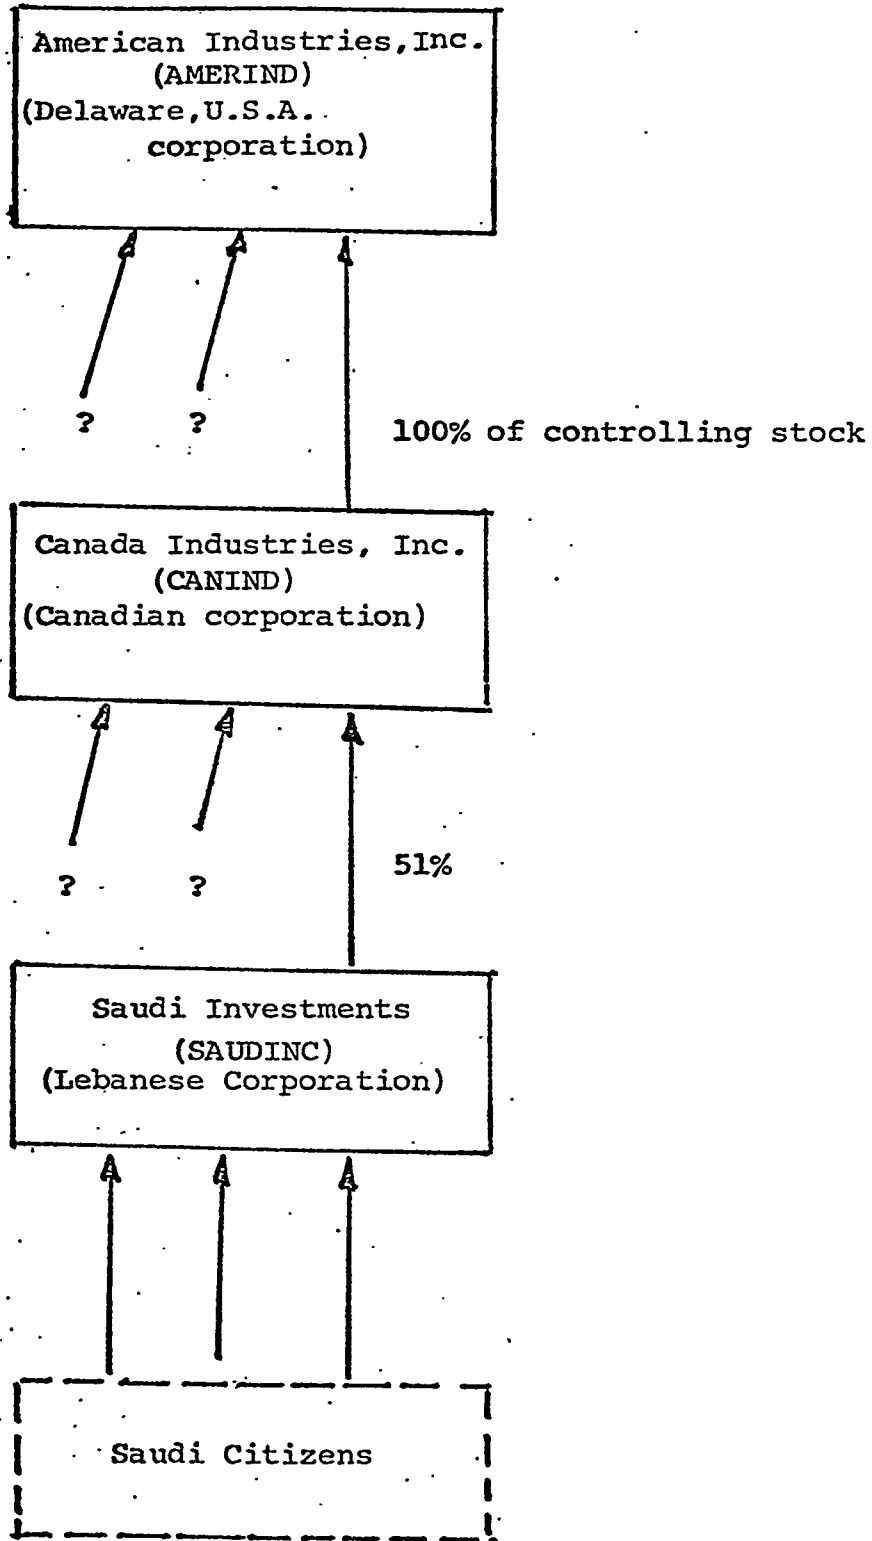 American Industries,Inc.
(AMERIND)
(Delaware,U.S.A.
corporation)
? ?
100% of controlling stock
Canada Industries, Inc.
(CANIND)
(Canadian corporation)
51%
? ?
Saudi Investments
(SAUDINC)
(Lebanese Corporation)
Saudi Citizens